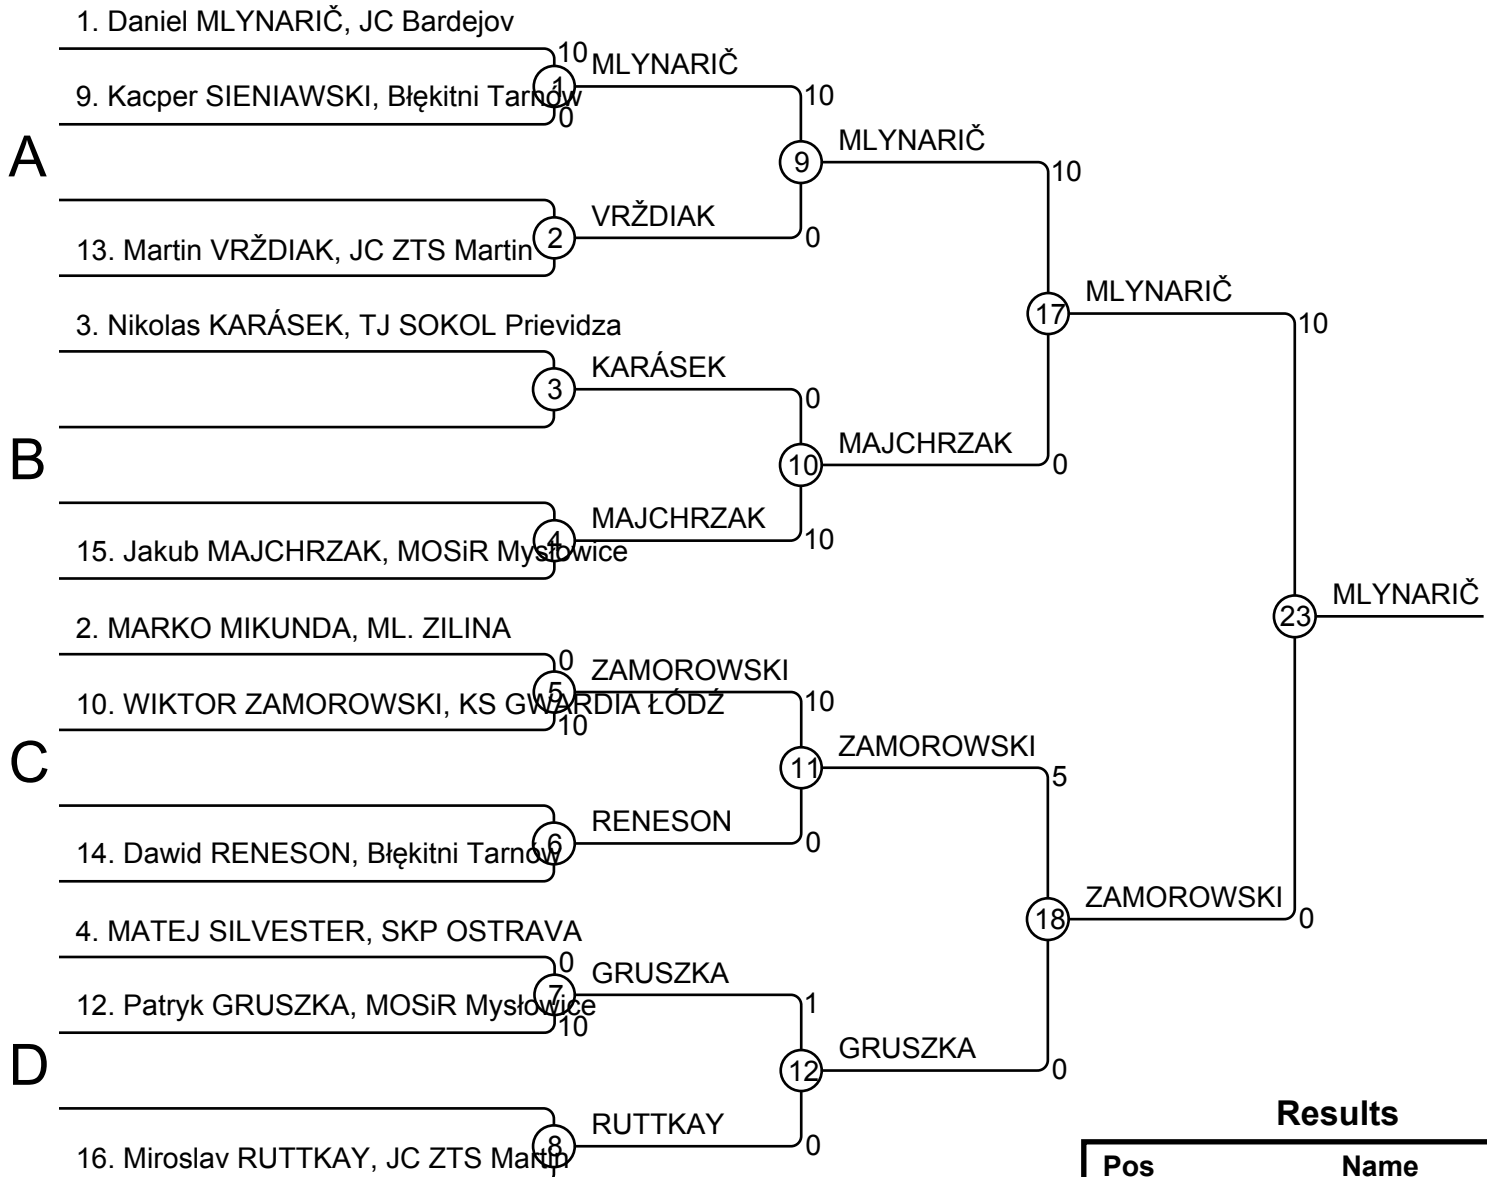 1. Daniel MLYNARIČ, JC Bardejov
10
MLYNARIČ
1
9. Kacper SIENIAWSKI, Błękitni Tarnów
0
10
A
MLYNARIČ
9
10
VRŽDIAK
2
13. Martin VRŽDIAK, JC ZTS Martin
0
3. Nikolas KARÁSEK, TJ SOKOL Prievidza
MLYNARIČ
17
10
KARÁSEK
3
0
B
MAJCHRZAK
10
0
MAJCHRZAK
4
15. Jakub MAJCHRZAK, MOSiR Mysłowice
10
MLYNARIČ
23
2. MARKO MIKUNDA, ML. ZILINA
0
ZAMOROWSKI
5
10. WIKTOR ZAMOROWSKI, KS GWARDIA ŁÓDŹ
10
10
C
ZAMOROWSKI
11
5
RENESON
6
14. Dawid RENESON, Błękitni Tarnów
0
ZAMOROWSKI
18
0
4. MATEJ SILVESTER, SKP OSTRAVA
0
GRUSZKA
7
12. Patryk GRUSZKA, MOSiR Mysłowice
10
1
D
GRUSZKA
12
0
RUTTKAY
8
16. Miroslav RUTTKAY, JC ZTS Martin
0
Results
Pos Name